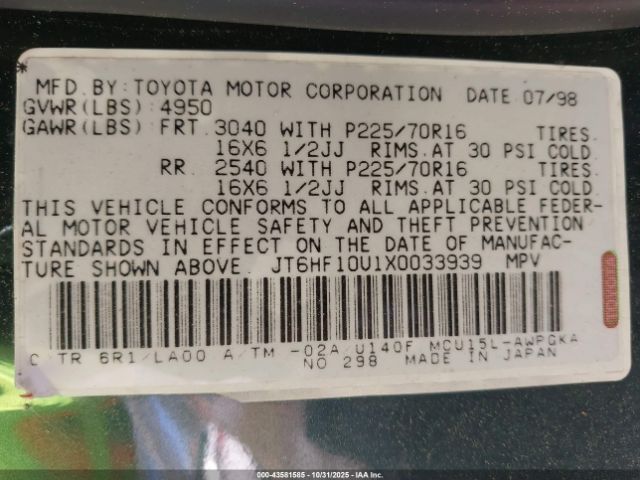 MFD. BY: TOYOTA MOTOR CORPORATION DATE 07/98
GVWR(LBS): 4950
GAWR(LBS): FRT. 3040 WITH P225/70R16 TIRES.
16X6 1/2JJ RIMS. AT 30 PSI COLD.
RR. 2540 WITH P225/70R16 TIRES.
16X6 1/2JJ RIMS. AT 30 PSI COLD.
THIS VEHICLE CONFORMS TO ALL APPLICABLE FEDER-
AL MOTOR VEHICLE SAFETY AND THEFT PREVENTION
STANDARDS IN EFFECT ON THE DATE OF MANUFAC-
TURE SHOWN ABOVE. JT6HF10U1X0033939 MPV
C/TR 6R1/LA00 A/TM -02A/U140F MCU15L-AWPGKA
NO 298 MADE IN JAPAN
000-43581585 - 10/31/2025 - IAA Inc.